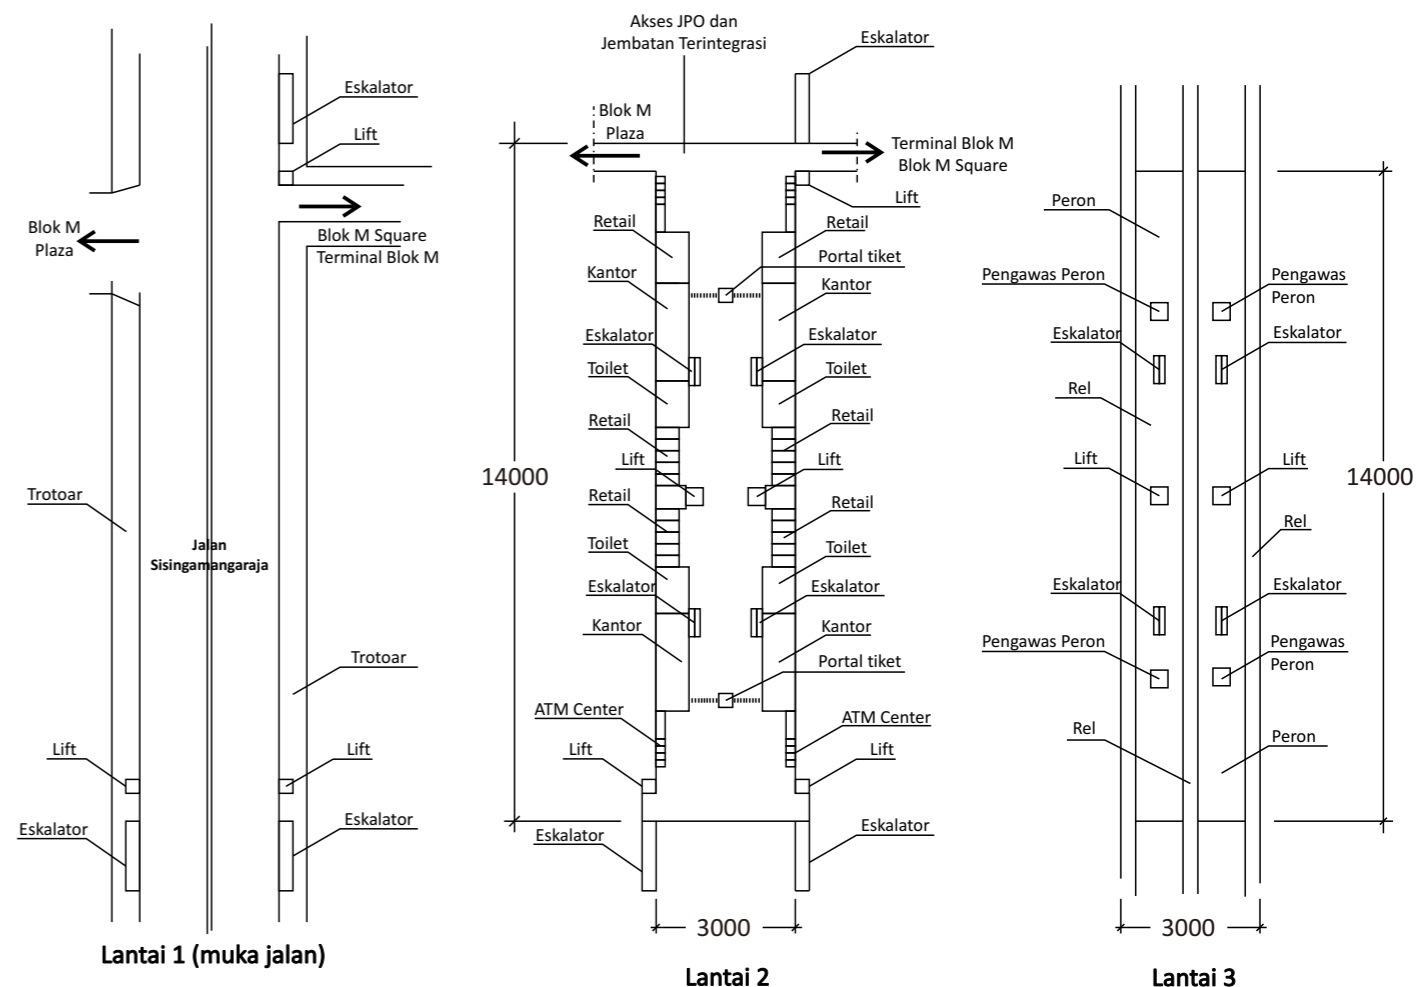 Eskalator
Lift
Blok M
Plaza
Blok M Square
Terminal Blok M
Trotoar
Jalan
Sisingamangaraja
Trotoar
Lift
Lift
Eskalator
Eskalator
Lantai 1 (muka jalan)
Akses JPO dan
Jembatan Terintegrasi
Eskalator
Blok M
Plaza
Terminal Blok M
Blok M Square
Lift
Retail
Retail
Portal tiket
Kantor
Kantor
Eskalator
Eskalator
Toilet
Toilet
Retail
Retail
Lift
Lift
14000
Retail
Retail
Toilet
Toilet
Eskalator
Eskalator
Kantor
Kantor
Portal tiket
ATM Center
ATM Center
Lift
Lift
Eskalator
Eskalator
3000
Lantai 2
Peron
Pengawas Peron
Pengawas
Peron
Eskalator
Eskalator
Rel
Lift
Lift
14000
Rel
Eskalator
Eskalator
Pengawas Peron
Pengawas
Peron
Rel
Peron
3000
Lantai 3